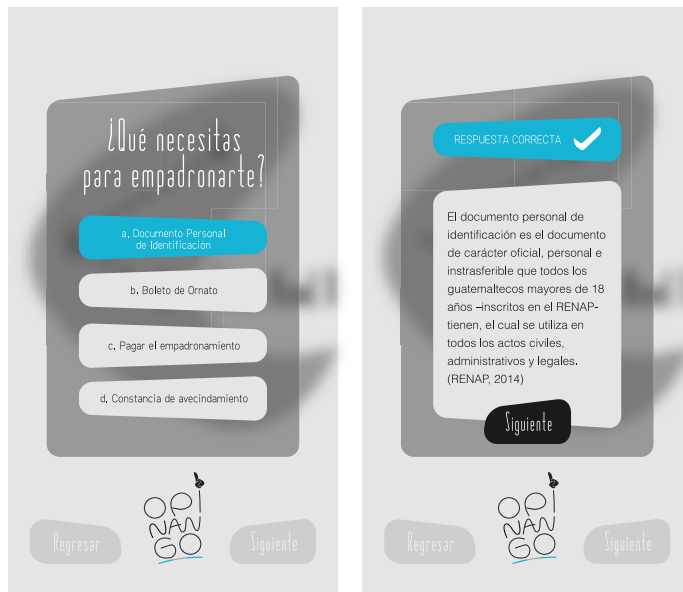 ¿Qué necesitas
para empadronarte?
a. Documento Personal
de Identificación
b. Boleto de Ornato
c. Pagar el empadronamiento
d. Constancia de avecindamiento
Regresar
OPI
NAN
GO
Siguiente
RESPUESTA CORRECTA
El documento personal de
identificación es el documento
de carácter oficial, personal e
instrasferible que todos los
guatemaltecos mayores de 18
años –inscritos en el RENAP-
tienen, el cual se utiliza en
todos los actos civiles,
administrativos y legales.
(RENAP, 2014)
Siguiente
Regresar
OPI
NAN
GO
Siguiente